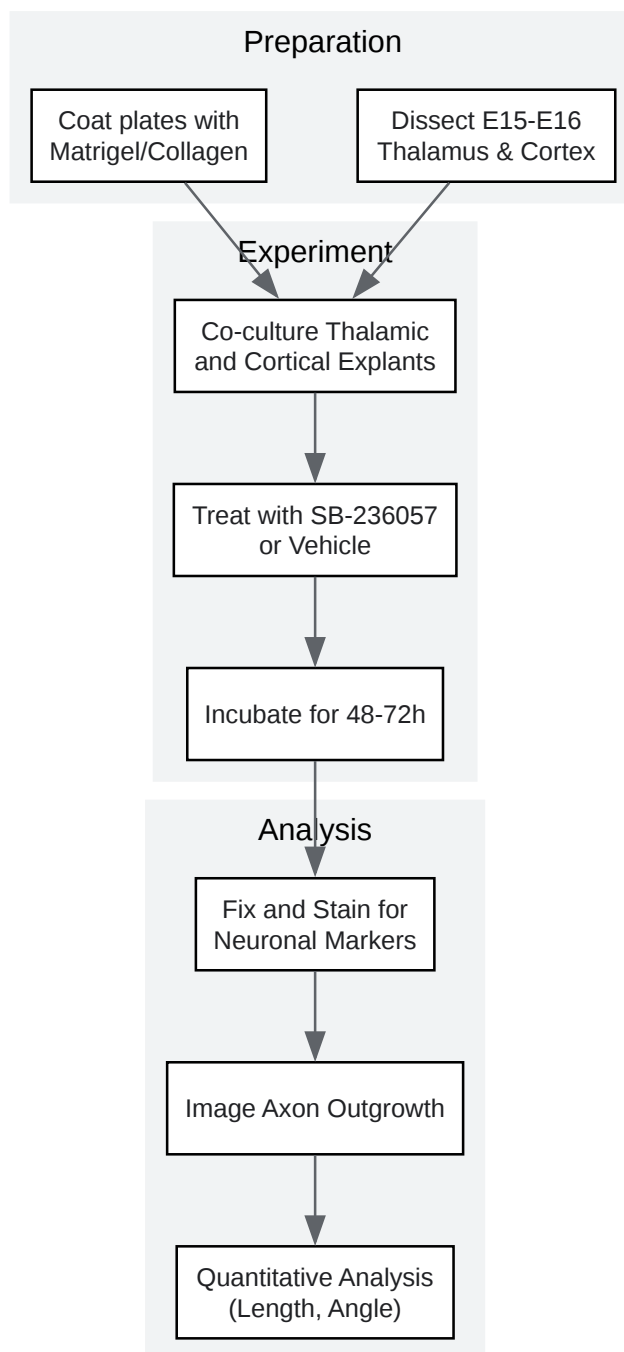 Preparation
Coat plates with
Matrigel/Collagen
Dissect E15-E16
Thalamus & Cortex
Experiment
Co-culture Thalamic
and Cortical Explants
Treat with SB-236057
or Vehicle
Incubate for 48-72h
Analysis
Fix and Stain for
Neuronal Markers
Image Axon Outgrowth
Quantitative Analysis
(Length, Angle)